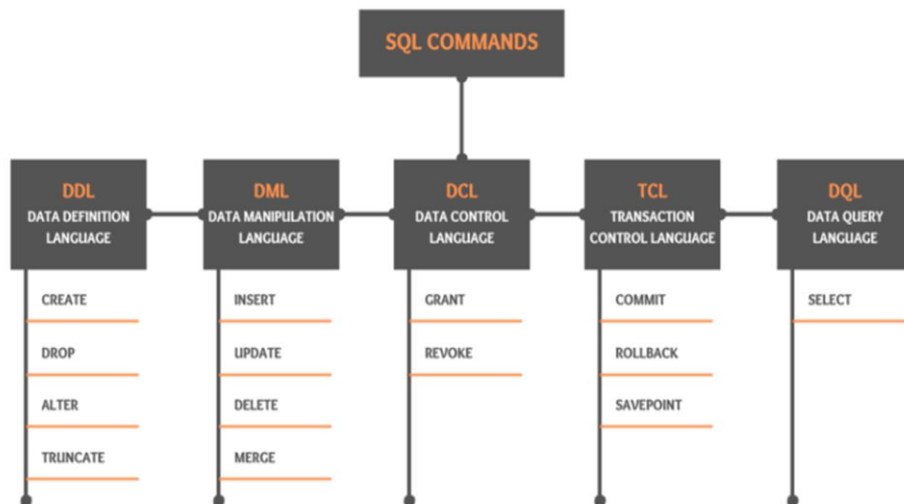 SQL COMMANDS
DDL
DATA DEFINITION
LANGUAGE
CREATE
DROP
ALTER
TRUNCATE
DML
DATA MANIPULATION
LANGUAGE
INSERT
UPDATE
DELETE
MERGE
DCL
DATA CONTROL
LANGUAGE
GRANT
REVOKE
TCL
TRANSACTION
CONTROL LANGUAGE
COMMIT
ROLLBACK
SAVEPOINT
DQL
DATA QUERY
LANGUAGE
SELECT